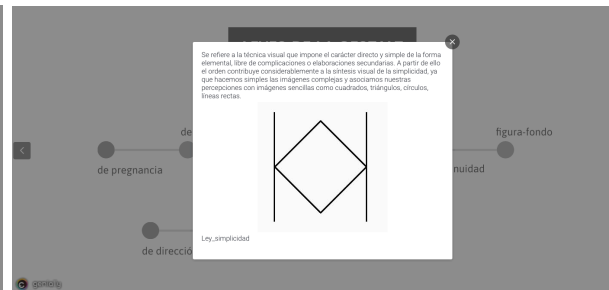 Se refiere a la técnica visual que impone el carácter directo y simple de la forma
elemental, libre de complicaciones o elaboraciones secundarias. A partir de ello
el orden contribuye considerablemente a la síntesis visual de la simplicidad, ya
que hacemos simples las imágenes complejas y asociamos nuestras
percepciones con imágenes sencillas como cuadrados, triángulos, círculos,
líneas rectas.
de
figura-fondo
de pregnancia
nuidad
Ley_simplicidad
de direcció
genially